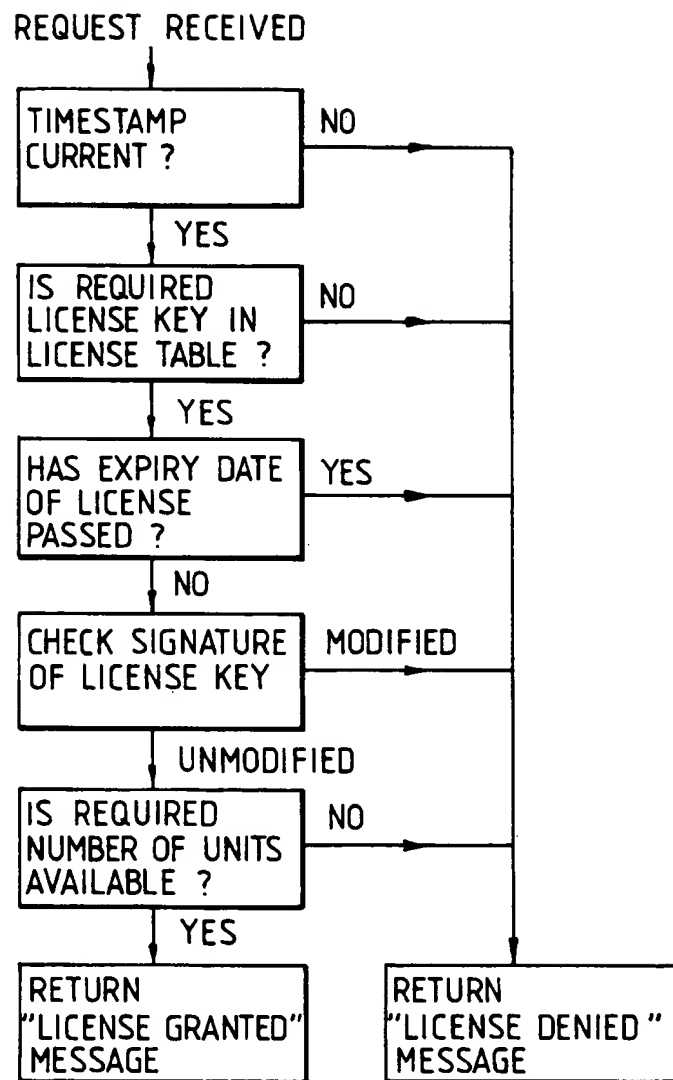 REQUEST RECEIVED
TIMESTAMP
CURRENT ?
NO
YES
IS REQUIRED
LICENSE KEY IN
LICENSE TABLE ?
NO
YES
HAS EXPIRY DATE
OF LICENSE
PASSED ?
YES
NO
CHECK SIGNATURE
OF LICENSE KEY
MODIFIED
UNMODIFIED
IS REQUIRED
NUMBER OF UNITS
AVAILABLE ?
NO
YES
RETURN
"LICENSE GRANTED"
MESSAGE
RETURN
"LICENSE DENIED"
MESSAGE